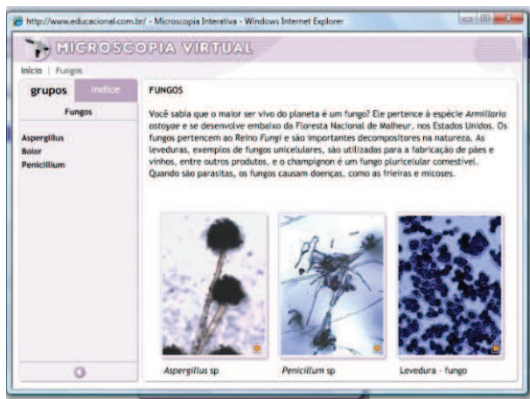 http://www.educacional.com.br/ - Microscopia Interativa - Windows Internet Explorer
MICROSCOPIA VIRTUAL
Início | Fungos
grupos índice
Fungos
Aspergillus
Bolor
Penicillium
FUNGOS
Você sabia que o maior ser vivo do planeta é um fungo? Ele pertence à espécie Armillaria
ostoyae e se desenvolve embaixo da Floresta Nacional de Malheur, nos Estados Unidos. Os
fungos pertencem ao Reino Fungi e são importantes decompositores na natureza. As
leveduras, exemplos de fungos unicelulares, são utilizadas para a fabricação de pães e
vinhos, entre outros produtos, e o champignon é um fungo pluricelular comestível.
Quando são parasitas, os fungos causam doenças, como as frieiras e micoses.
Aspergillus sp
Penicillum sp
Levedura - fungo